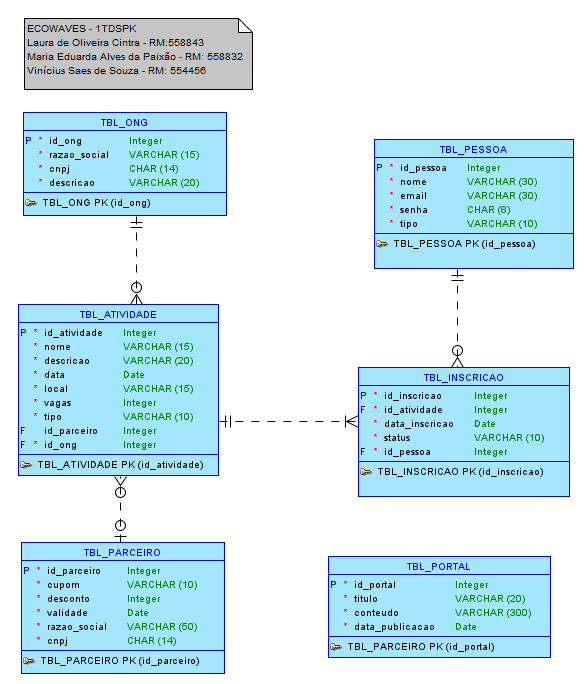 ECOWAVES - 1TDSPK
Laura de Oliveira Cintra - RM:558843
Maria Eduarda Alves da Paixão - RM: 558832
Vinícius Saes de Souza - RM: 554456
TBL_ONG
P * id_ong Integer
* razao_social VARCHAR (15)
* cnpj CHAR (14)
* descricao VARCHAR (20)
TBL_ONG PK (id_ong)
TBL_PESSOA
P * id_pessoa Integer
* nome VARCHAR (30)
* email VARCHAR (30)
* senha CHAR (8)
* tipo VARCHAR (10)
TBL_PESSOA PK (id_pessoa)
TBL_ATIVIDADE
P * id_atividade Integer
* nome VARCHAR (15)
* descricao VARCHAR (20)
* data Date
* local VARCHAR (15)
* vagas Integer
* tipo VARCHAR (10)
F id_parceiro Integer
F * id_ong Integer
TBL_ATIVIDADE PK (id_atividade)
TBL_INSCRICAO
P * id_inscricao Integer
F * id_atividade Integer
* data_inscricao Date
* status VARCHAR (10)
F * id_pessoa Integer
TBL_INSCRICAO PK (id_inscricao)
TBL_PARCEIRO
P * id_parceiro Integer
* cupom VARCHAR (10)
* desconto Integer
* validade Date
* razao_social VARCHAR (50)
* cnpj CHAR (14)
TBL_PARCEIRO PK (id_parceiro)
TBL_PORTAL
P * id_portal Integer
* titulo VARCHAR (20)
* conteudo VARCHAR (300)
* data_publicacao Date
TBL_PARCEIRO PK (id_portal)